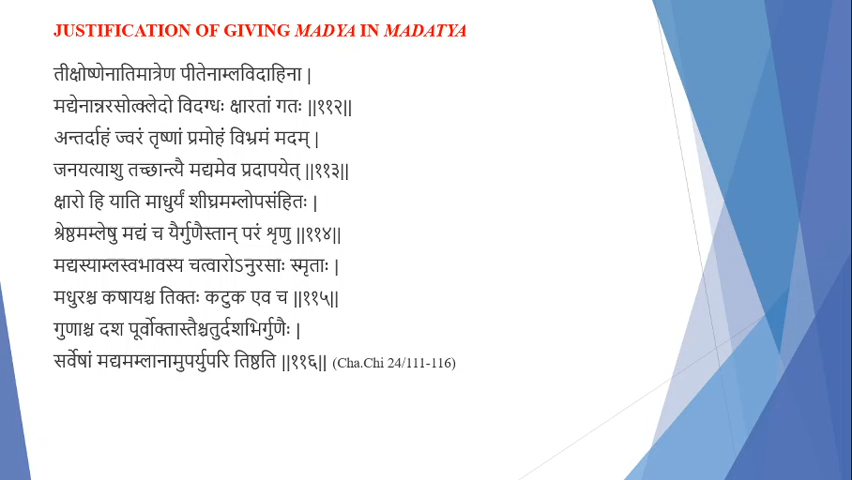 JUSTIFICATION OF GIVING MADYA IN MADATYA
तीक्ष्णोष्णेनातिमात्रेण पीतेनाम्लविदाहिना |
मद्येनान्नरसोत्क्लेदो विदग्धः क्षारतां गतः ||११२||
अन्तर्दाहं ज्वरं तृष्णां प्रमोहं विभ्रमं मदम् |
जनयत्याशु तच्छान्त्यै मद्यमेव प्रदापयेत् ||११३||
क्षारो हि याति माधुर्यं शीघ्रमम्लोपसंहितः |
श्रेष्ठमम्लेषु मद्यं च यैर्गुणैस्तान् परं शृणु ||११४||
मद्यस्याम्लस्वभावस्य चत्वारोऽनुरसाः स्मृताः |
मधुरश्च कषायश्च तिक्तः कटुक एव च ||११५||
गुणाश्च दश पूर्वोक्तास्तैश्चतुर्दशभिर्गुणैः |
सर्वेषां मद्यमम्लानामुपर्युपरि तिष्ठति ||११६|| (Cha.Chi 24/111-116)